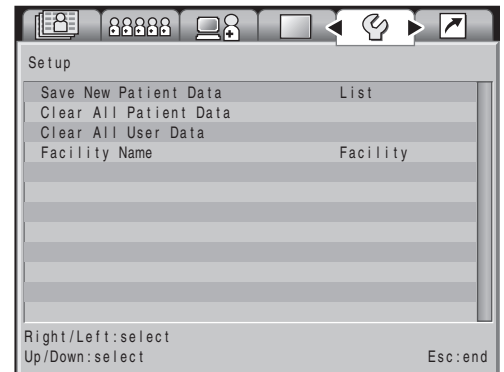 Setup
Save New Patient Data List
Clear All Patient Data
Clear All User Data
Facility Name Facility
Right/Left:select
Up/Down:select Esc:end